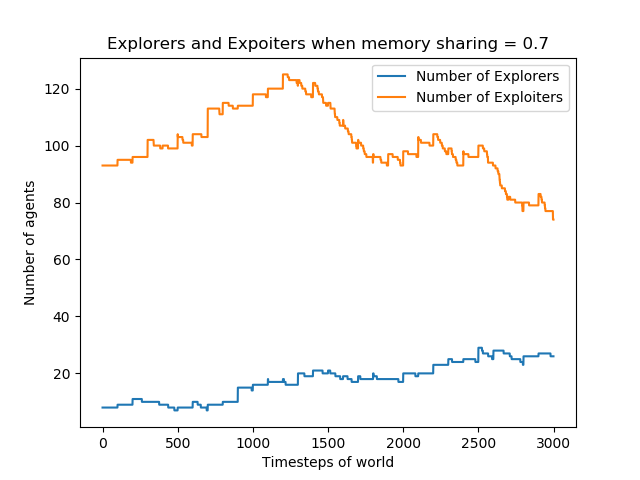 Explorers and Expoiters when memory sharing = 0.7
Number of Explorers
Number of Exploiters
Number of agents
120
100
80
60
40
20
0 500 1000 1500 2000 2500 3000
Timesteps of world